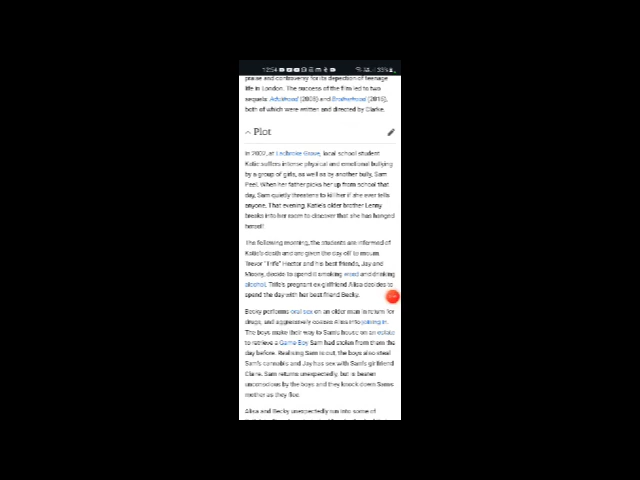 12:54 33%
praise and controversy for its depiction of teenage
life in London. The success of the film led to two
sequels: Adulthood (2008) and Brotherhood (2016),
both of which were written and directed by Clarke.
Plot
In 2002, at Ladbroke Grove, local school student
Katie suffers intense physical and emotional bullying
by a group of girls, as well as by another bully, Sam
Peel. When her father picks her up from school that
day, Sam quietly threatens to kill her if she ever tells
anyone. That evening, Katie's older brother Lenny
breaks into her room to discover that she has hanged
herself.
The following morning, the students are informed of
Katie's death and are given the day off to mourn.
Trevor "Trife" Hector and his best friends, Jay and
Moony, decide to spend it smoking weed and drinking
alcohol. Trife's pregnant ex-girlfriend Alisa decides to
spend the day with her best friend Becky.
Becky performs oral sex on an older man in return for
drugs, and aggressively coaxes Alisa into joining in.
The boys make their way to Sam's house on an estate
to retrieve a Game Boy Sam had stolen from them the
day before. Realising Sam is out, the boys also steal
Sam's cannabis and Jay has sex with Sam's girlfriend
Claire. Sam returns unexpectedly, but is beaten
unconscious by the boys and they knock down Sam's
mother as they flee.
Alisa and Becky unexpectedly run into some of